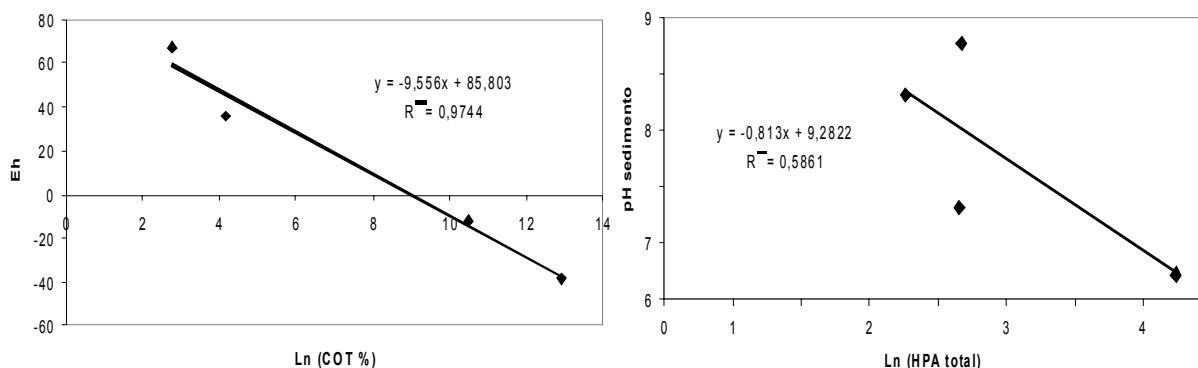 80
60
40
20
0
-20
-40
-60
Eh
0 2 4 6 8 10 12 14
Ln (COT %)
y = -9,556x + 85,803
R = 0,9744
9
8
7
6
pH sedimento
0 1 2 3 4
Ln (HPA total)
y = -0,813x + 9,2822
R = 0,5861